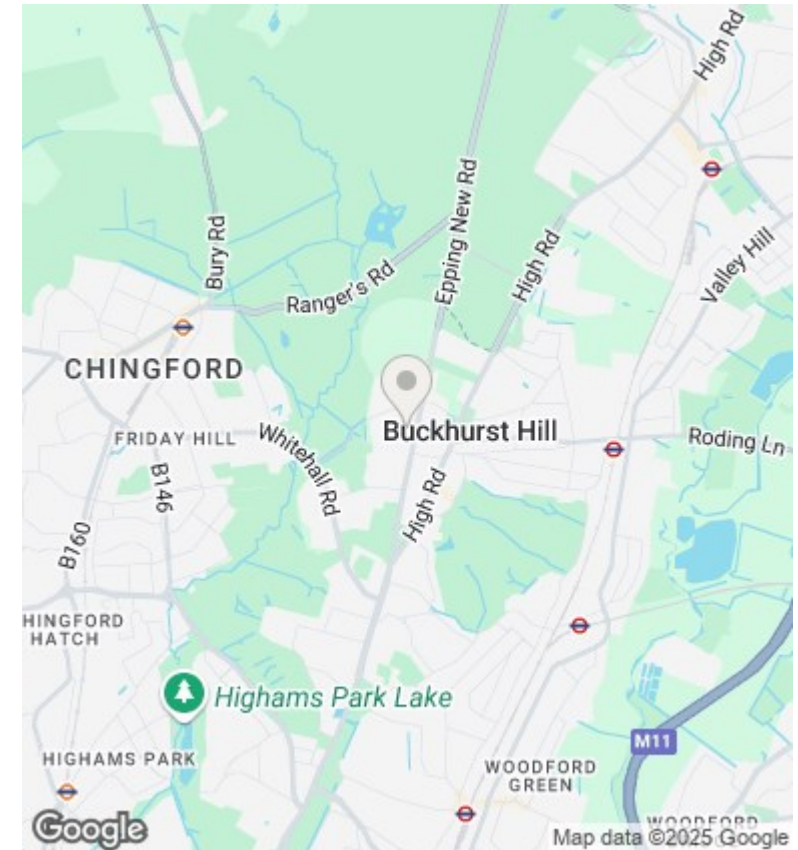 High Rd
Bury Rd
Epping New Rd
High Rd
Valley Hill
Ranger's Rd
CHINGFORD
Buckhurst Hill
FRIDAY HILL
Whitehall Rd
Roding Ln
B146
High Rd
B160
HINGFORD
HATCH
Highams Park Lake
M11
HIGHAMS PARK
WOODFORD
GREEN
WOODFORD
Google
Map data ©2025 Google